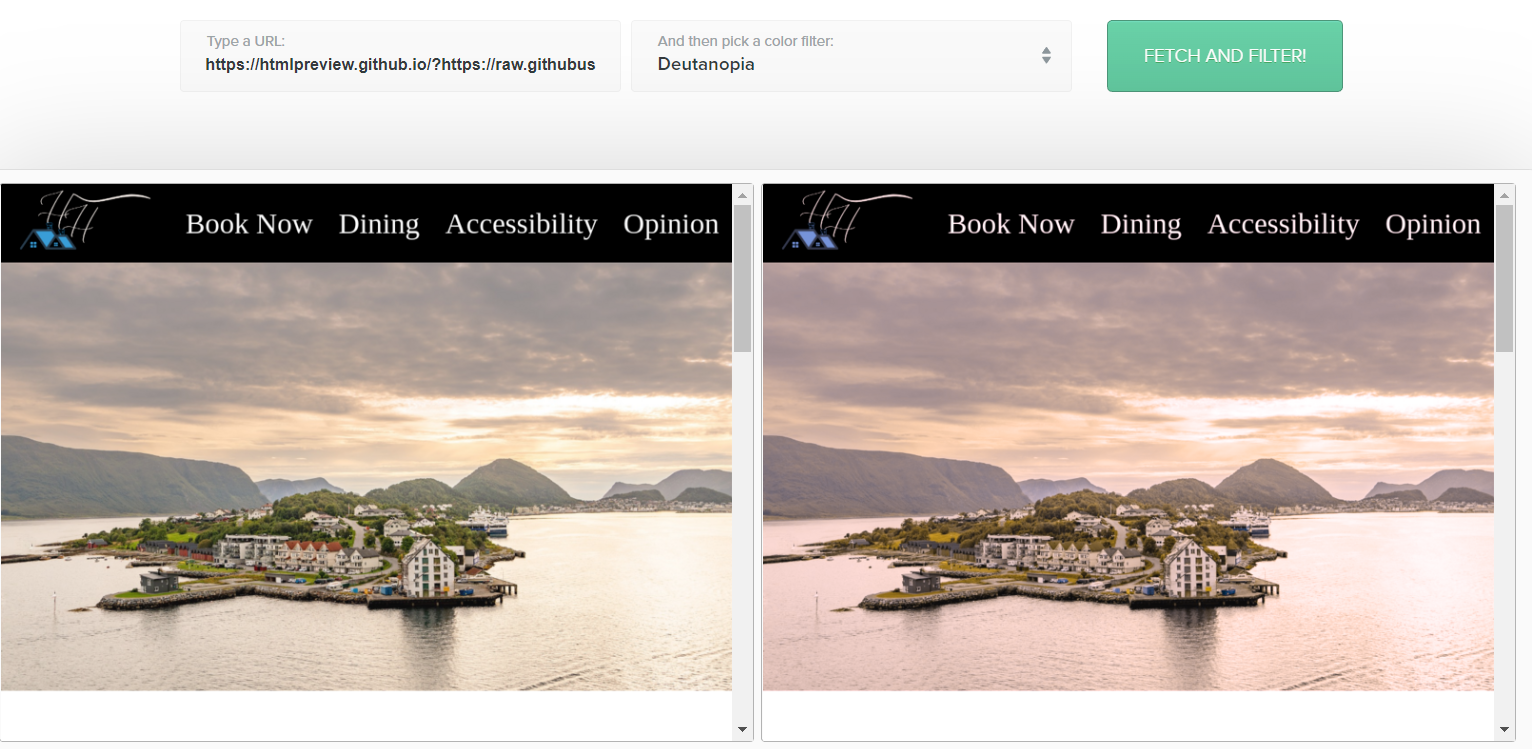 Type a URL:
https://htmlpreview.github.io/?https://raw.githubus
And then pick a color filter:
Deutanopia
FETCH AND FILTER!
HH
Book Now Dining Accessibility Opinion
HH
Book Now Dining Accessibility Opinion